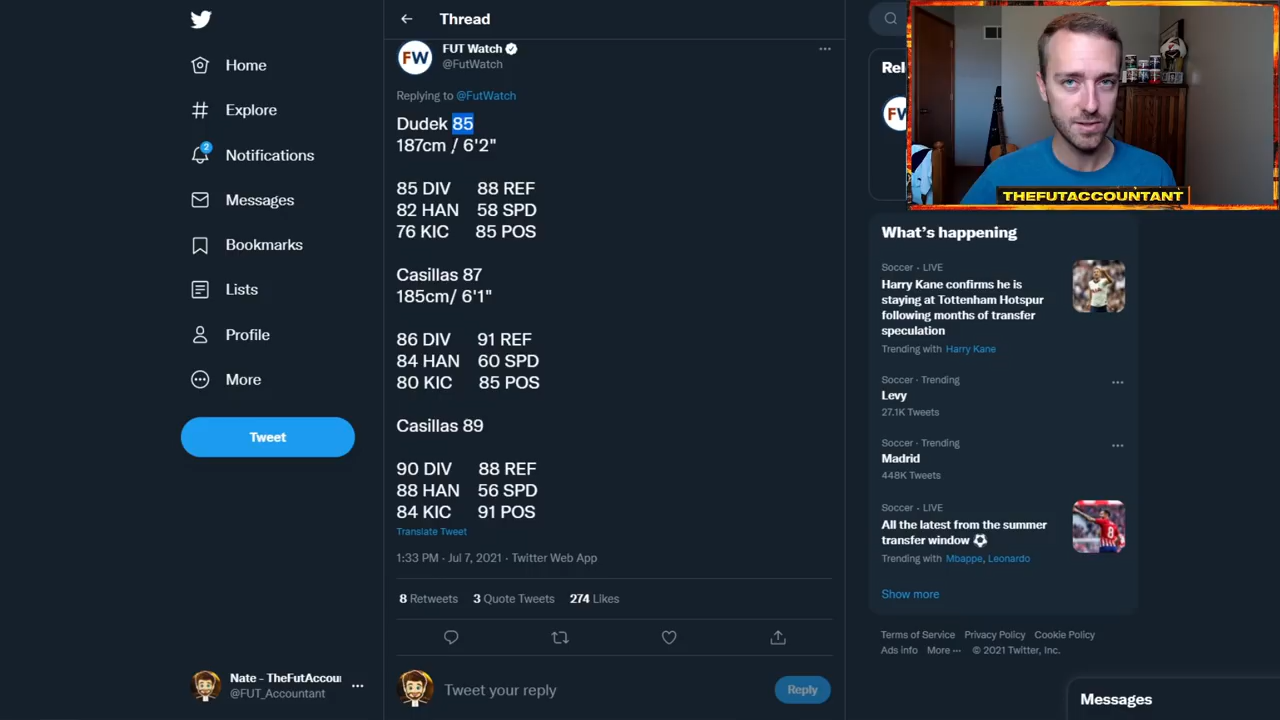 Home
Explore
2
Notifications
Messages
Bookmarks
Lists
Profile
More
Tweet
Nate - TheFutAccour
@FUT_Accountant
Thread
FW
FUT Watch
@FutWatch
Replying to @FutWatch
Dudek 85
187cm / 6'2"
85 DIV 88 REF
82 HAN 58 SPD
76 KIC 85 POS
Casillas 87
185cm/ 6'1"
86 DIV 91 REF
84 HAN 60 SPD
80 KIC 85 POS
Casillas 89
90 DIV 88 REF
88 HAN 56 SPD
84 KIC 91 POS
Translate Tweet
1:33 PM · Jul 7, 2021 · Twitter Web App
8 Retweets 3 Quote Tweets 274 Likes
Tweet your reply
Reply
Rel
FW
THEFUTACCOUNTANT
What's happening
Soccer · LIVE
Harry Kane confirms he is
staying at Tottenham Hotspur
following months of transfer
speculation
Trending with Harry Kane
Soccer · Trending
Levy
27.1K Tweets
Soccer · Trending
Madrid
448K Tweets
Soccer · LIVE
All the latest from the summer
transfer window
Trending with Mbappe, Leonardo
Show more
Terms of Service Privacy Policy Cookie Policy
Ads info More ··· © 2021 Twitter, Inc.
Messages